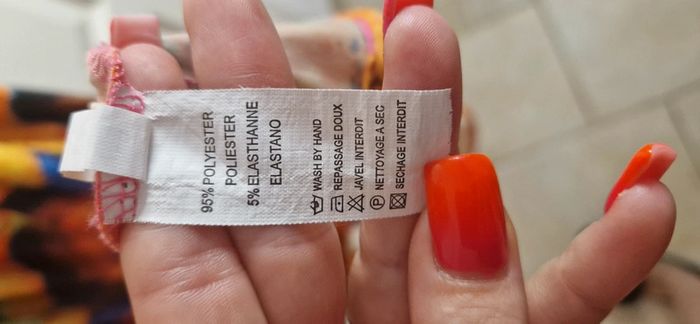 95% POLYESTER
POLIESTER
5% ELASTHANNE
ELASTANO
WASH BY HAND
REPASSAGE DOUX
JAVEL INTERDIT
P NETTOYAGE A SEC
SECHAGE INTERDIT